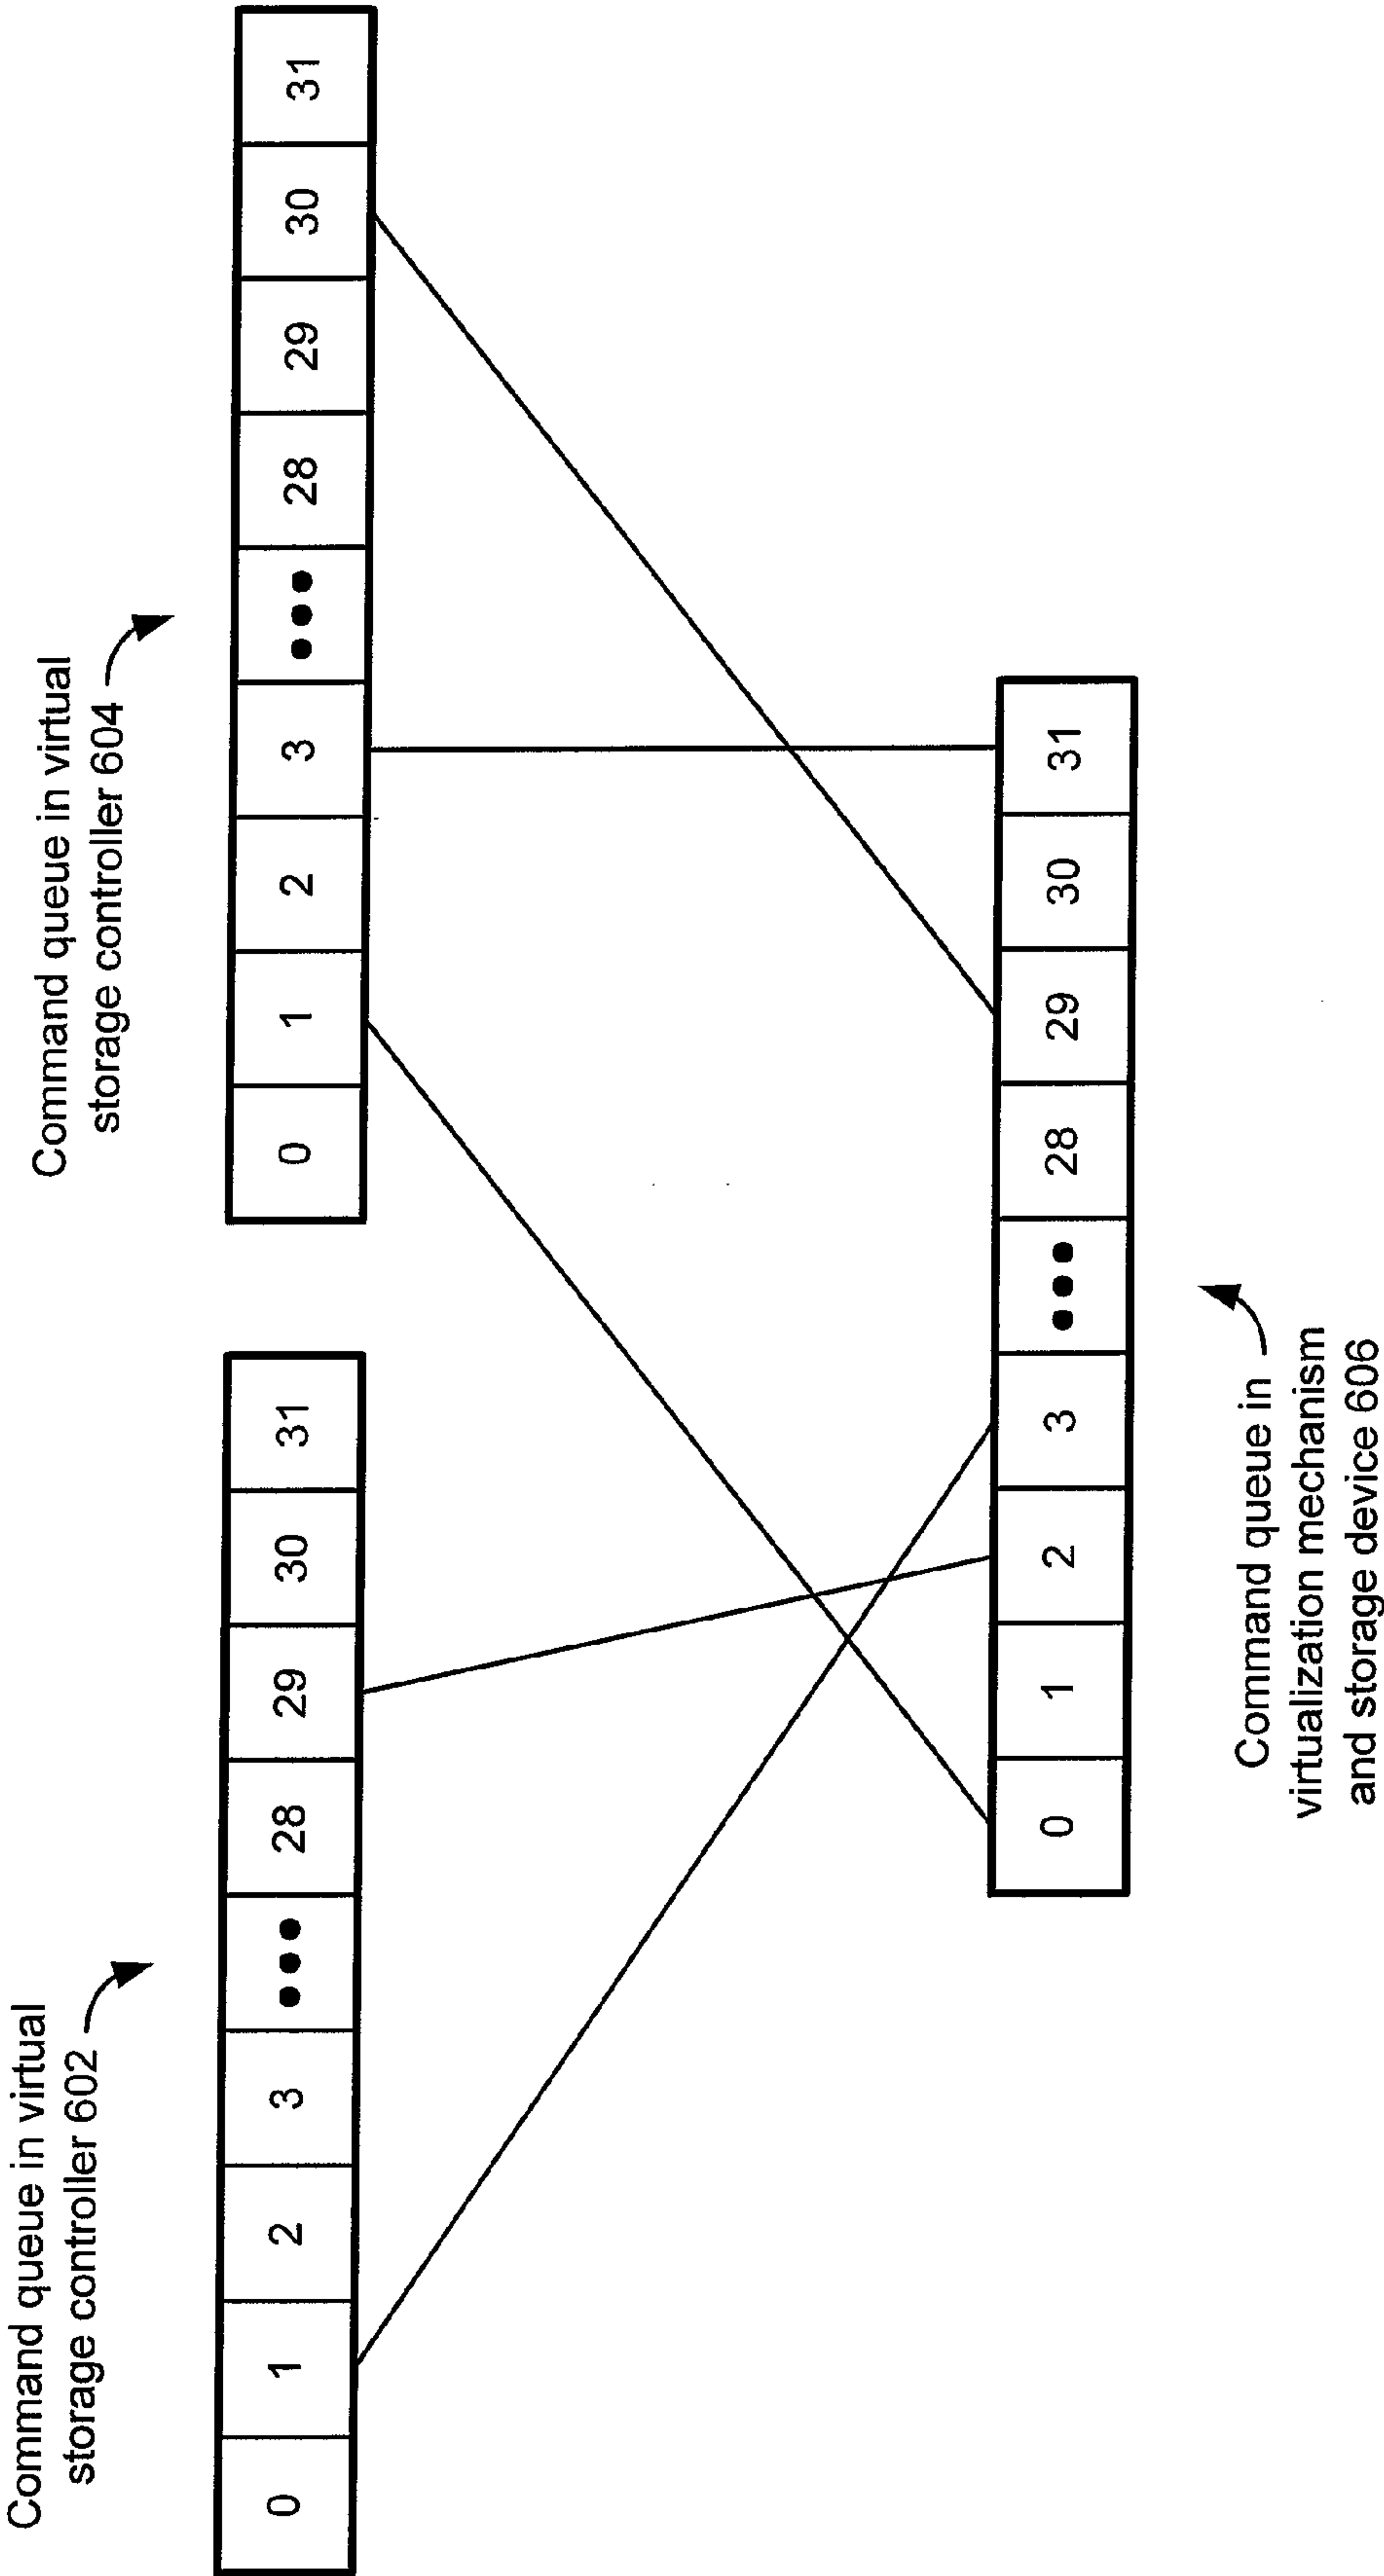 Command queue in virtual
storage controller 602
Command queue in virtual
storage controller 604
0 1 2 3 ••• 28 29 30 31
0 1 2 3 ••• 28 29 30 31
0 1 2 3 ••• 28 29 30 31
Command queue in
virtualization mechanism
and storage device 606